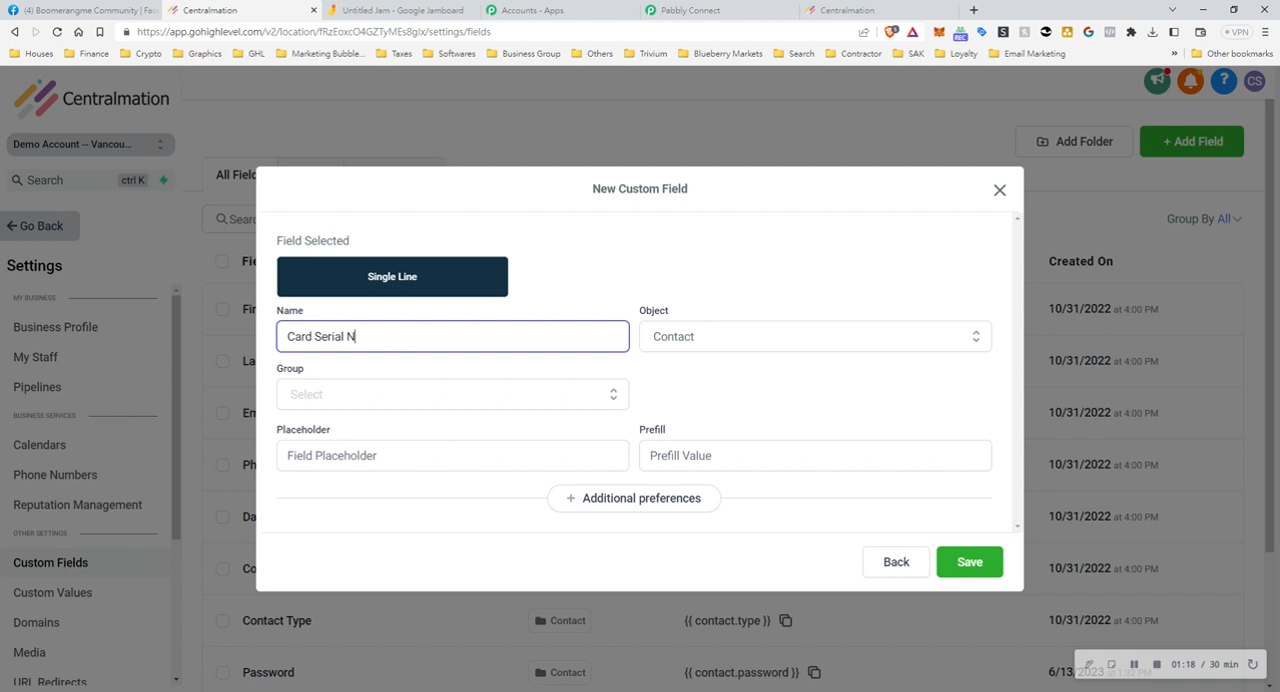 (4) Boomerangme Community | Fa
Centralmation
Untitled Jam - Google Jamboard
Accounts - Apps
Pabbly Connect
Centralmation
https://app.gohighlevel.com/v2/location/fRzEoxcO4GZTyMEs8glx/settings/fields
REC
VPN
Houses
Finance
Crypto
Graphics
GHL
Marketing Bubble...
Taxes
Softwares
Business Group
Others
Trivium
Blueberry Markets
Search
Contractor
SAK
Loyalty
Email Marketing
»
Other bookmarks
Centralmation
CS
Demo Account -- Vancou...
Add Folder
+ Add Field
Search
ctrl K
All Field
Go Back
Group By All
Settings
Created On
MY BUSINESS
Business Profile
My Staff
Pipelines
BUSINESS SERVICES
Calendars
Phone Numbers
Reputation Management
OTHER SETTINGS
Custom Fields
Custom Values
Domains
Media
URL Redirects
New Custom Field
Field Selected
Single Line
Name
Object
Card Serial N
Contact
Group
Select
Placeholder
Prefill
Field Placeholder
Prefill Value
+ Additional preferences
Back
Save
10/31/2022 at 4:00 PM
10/31/2022 at 4:00 PM
10/31/2022 at 4:00 PM
10/31/2022 at 4:00 PM
10/31/2022 at 4:00 PM
10/31/2022 at 4:00 PM
Contact Type
Contact
{{ contact.type }}
10/31/2022 at 4:00 PM
Password
Contact
{{ contact.password }}
6/13/2023 at 1:32 PM
01:18 / 30 min